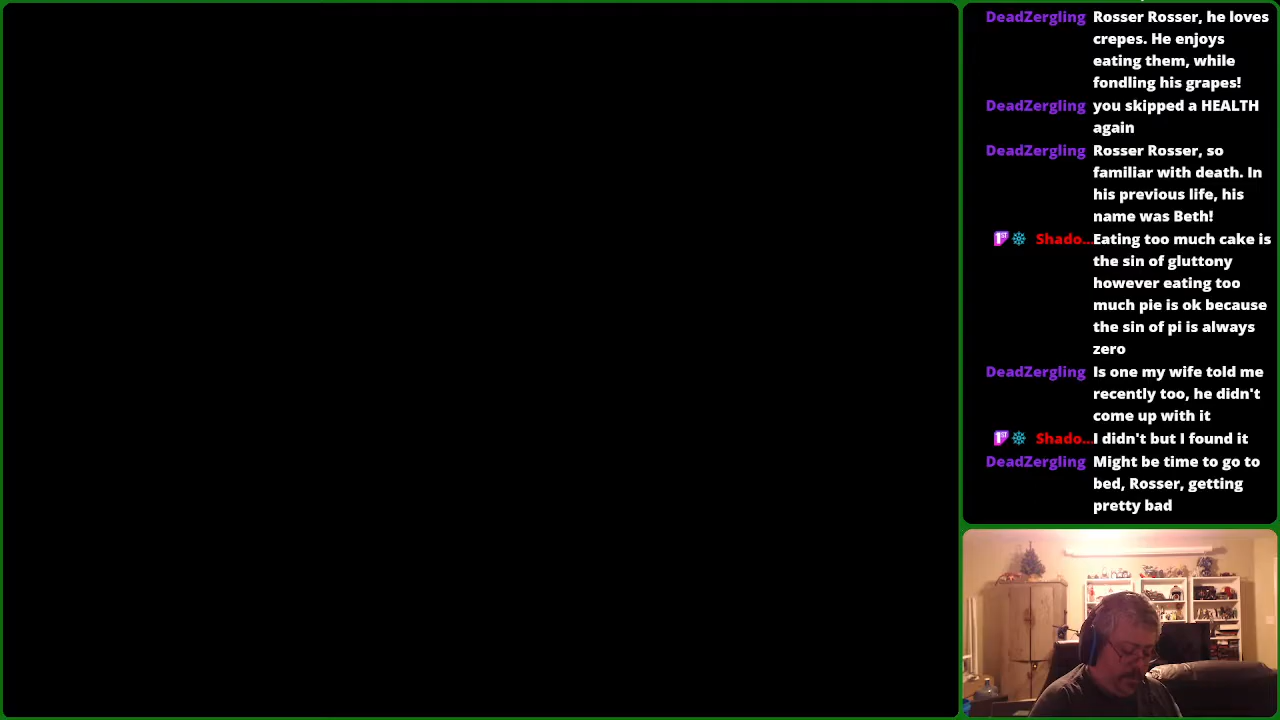 DeadZergling Rosser Rosser, he loves
crepes. He enjoys
eating them, while
fondling his grapes!
DeadZergling you skipped a HEALTH
again
DeadZergling Rosser Rosser, so
familiar with death. In
his previous life, his
name was Beth!
1ST Shado... Eating too much cake is
the sin of gluttony
however eating too
much pie is ok because
the sin of pi is always
zero
DeadZergling Is one my wife told me
recently too, he didn't
come up with it
1ST Shado... I didn't but I found it
DeadZergling Might be time to go to
bed, Rosser, getting
pretty bad